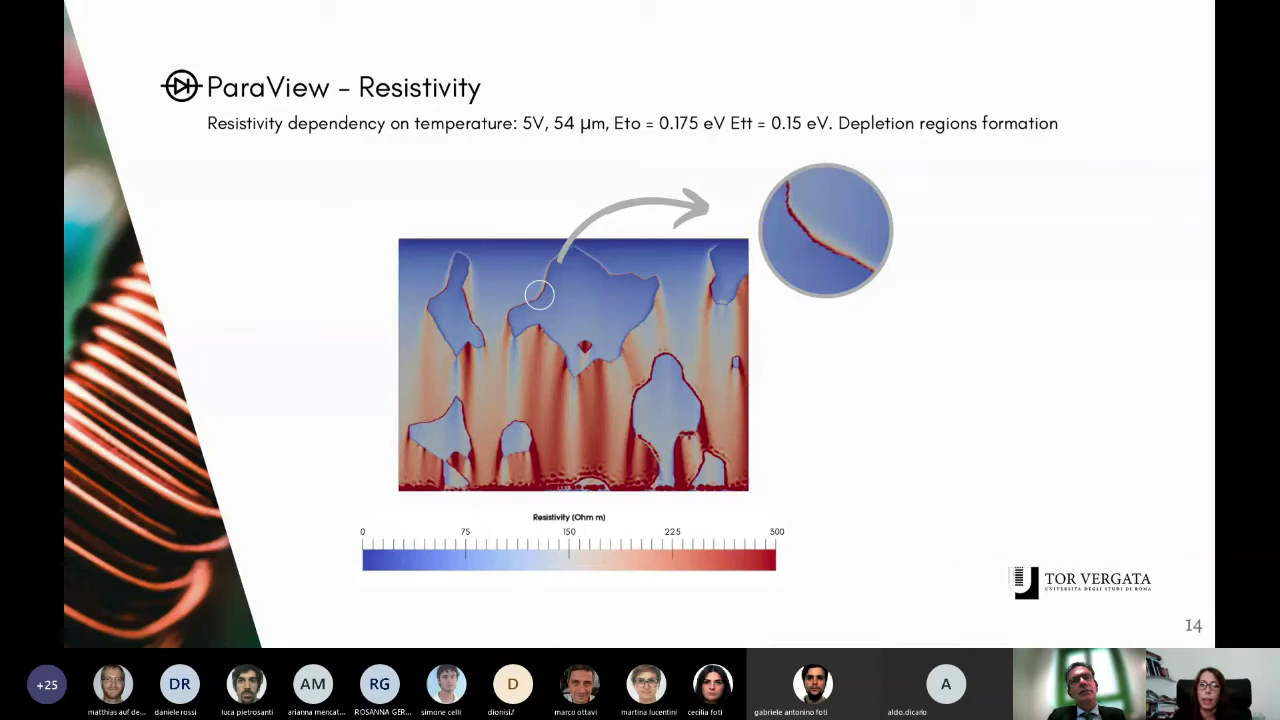 ParaView - Resistivity
Resistivity dependency on temperature: 5V, 54 μm, Eto = 0.175 eV Ett = 0.15 eV. Depletion regions formation
Resistivity (Ohm m)
0 75 150 225 300
TOR VERGATA
UNIVERSITÀ DEGLI STUDI DI ROMA
14
+25 DR AM RG D A
matthias auf de... daniele rossi luca pietrosanti arianna mencat... ROSANNA GER... simone celli dionisi.f marco ottavi martina lucentini cecilia foti gabriele antonino foti aldo.dicarlo